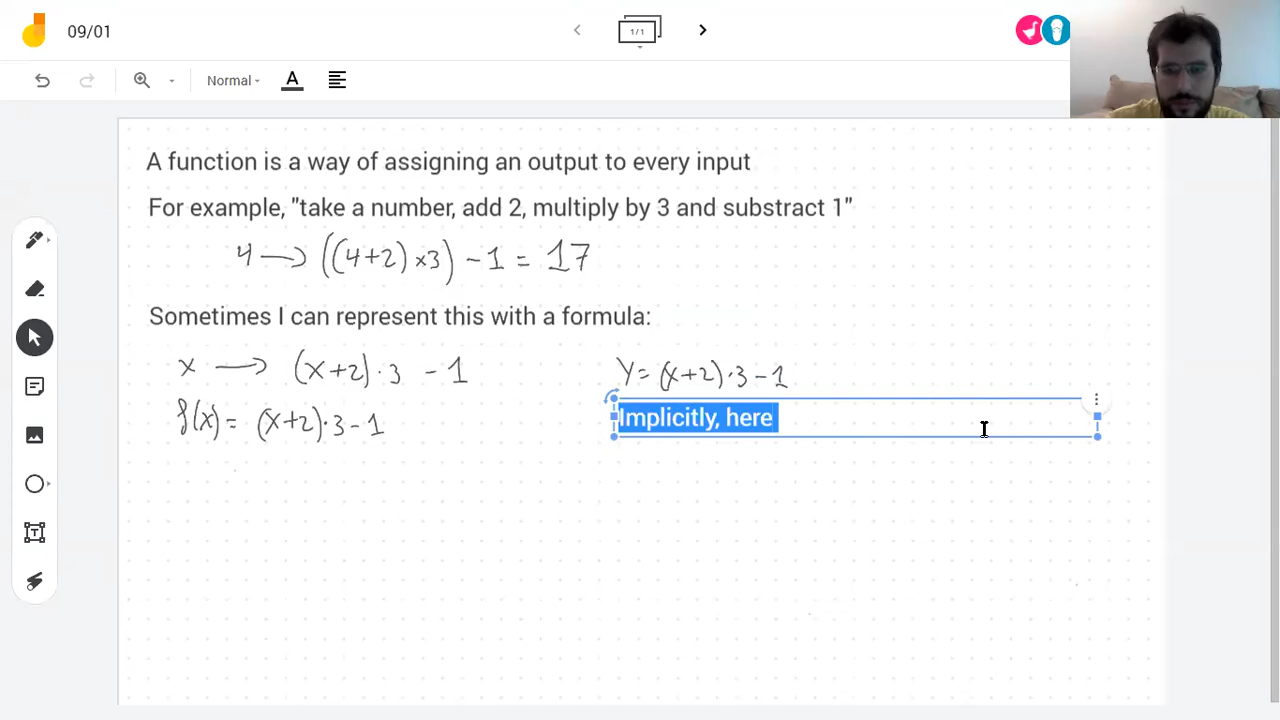 09/01
1/1
Normal
A function is a way of assigning an output to every input
For example, "take a number, add 2, multiply by 3 and substract 1"
4 → ((4+2)×3) - 1 = 17
Sometimes I can represent this with a formula:
x → (x+2)·3 - 1
f(x) = (x+2)·3-1
Y = (x+2)·3-1
Implicitly, here